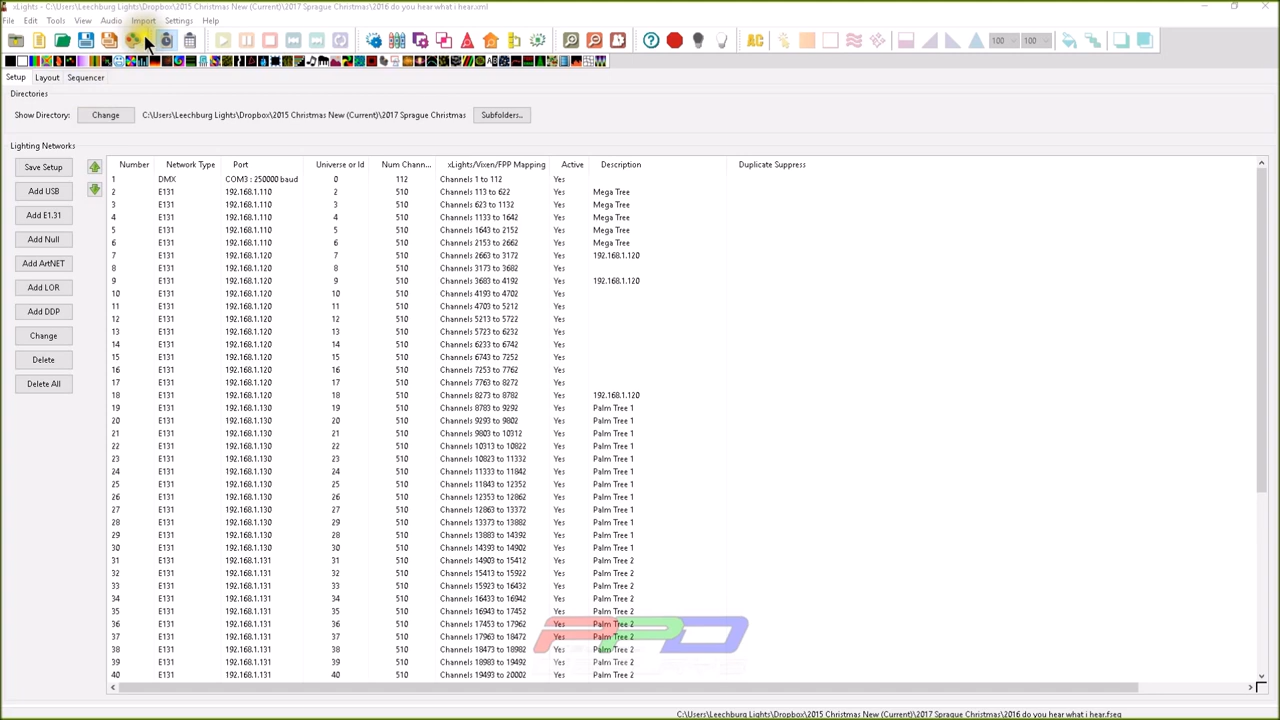 xLights - C:\Users\Leechburg Lights\Dropbox\2015 Christmas New (Current)\2017 Sprague Christmas\2016 do you hear what i hear.xml
File Edit Tools View Audio Import Settings Help
AC 100 100
Setup Layout Sequencer
Directories
Show Directory: Change C:\Users\Leechburg Lights\Dropbox\2015 Christmas New (Current)\2017 Sprague Christmas Subfolders..
Lighting Networks
Save Setup
Add USB
Add E1.31
Add Null
Add ArtNET
Add LOR
Add DDP
Change
Delete
Delete All
Number Network Type Port Universe or Id Num Chann... xLights/Vixen/FPP Mapping Active Description Duplicate Suppress
1 DMX COM3 : 250000 baud 0 112 Channels 1 to 112 Yes
2 E131 192.168.1.110 2 510 Channels 113 to 622 Yes Mega Tree
3 E131 192.168.1.110 3 510 Channels 623 to 1132 Yes Mega Tree
4 E131 192.168.1.110 4 510 Channels 1133 to 1642 Yes Mega Tree
5 E131 192.168.1.110 5 510 Channels 1643 to 2152 Yes Mega Tree
6 E131 192.168.1.110 6 510 Channels 2153 to 2662 Yes Mega Tree
7 E131 192.168.1.120 7 510 Channels 2663 to 3172 Yes 192.168.1.120
8 E131 192.168.1.120 8 510 Channels 3173 to 3682 Yes
9 E131 192.168.1.120 9 510 Channels 3683 to 4192 Yes 192.168.1.120
10 E131 192.168.1.120 10 510 Channels 4193 to 4702 Yes
11 E131 192.168.1.120 11 510 Channels 4703 to 5212 Yes
12 E131 192.168.1.120 12 510 Channels 5213 to 5722 Yes
13 E131 192.168.1.120 13 510 Channels 5723 to 6232 Yes
14 E131 192.168.1.120 14 510 Channels 6233 to 6742 Yes
15 E131 192.168.1.120 15 510 Channels 6743 to 7252 Yes
16 E131 192.168.1.120 16 510 Channels 7253 to 7762 Yes
17 E131 192.168.1.120 17 510 Channels 7763 to 8272 Yes
18 E131 192.168.1.120 18 510 Channels 8273 to 8782 Yes 192.168.1.120
19 E131 192.168.1.130 19 510 Channels 8783 to 9292 Yes Palm Tree 1
20 E131 192.168.1.130 20 510 Channels 9293 to 9802 Yes Palm Tree 1
21 E131 192.168.1.130 21 510 Channels 9803 to 10312 Yes Palm Tree 1
22 E131 192.168.1.130 22 510 Channels 10313 to 10822 Yes Palm Tree 1
23 E131 192.168.1.130 23 510 Channels 10823 to 11332 Yes Palm Tree 1
24 E131 192.168.1.130 24 510 Channels 11333 to 11842 Yes Palm Tree 1
25 E131 192.168.1.130 25 510 Channels 11843 to 12352 Yes Palm Tree 1
26 E131 192.168.1.130 26 510 Channels 12353 to 12862 Yes Palm Tree 1
27 E131 192.168.1.130 27 510 Channels 12863 to 13372 Yes Palm Tree 1
28 E131 192.168.1.130 28 510 Channels 13373 to 13882 Yes Palm Tree 1
29 E131 192.168.1.130 29 510 Channels 13883 to 14392 Yes Palm Tree 1
30 E131 192.168.1.130 30 510 Channels 14393 to 14902 Yes Palm Tree 1
31 E131 192.168.1.131 31 510 Channels 14903 to 15412 Yes Palm Tree 2
32 E131 192.168.1.131 32 510 Channels 15413 to 15922 Yes Palm Tree 2
33 E131 192.168.1.131 33 510 Channels 15923 to 16432 Yes Palm Tree 2
34 E131 192.168.1.131 34 510 Channels 16433 to 16942 Yes Palm Tree 2
35 E131 192.168.1.131 35 510 Channels 16943 to 17452 Yes Palm Tree 2
36 E131 192.168.1.131 36 510 Channels 17453 to 17962 Yes Palm Tree 2
37 E131 192.168.1.131 37 510 Channels 17963 to 18472 Yes Palm Tree 2
38 E131 192.168.1.131 38 510 Channels 18473 to 18982 Yes Palm Tree 2
39 E131 192.168.1.131 39 510 Channels 18983 to 19492 Yes Palm Tree 2
40 E131 192.168.1.131 40 510 Channels 19493 to 20002 Yes Palm Tree 2
PPD
C:\Users\Leechburg Lights\Dropbox\2015 Christmas New (Current)\2017 Sprague Christmas\2016 do you hear what i hear.fseq